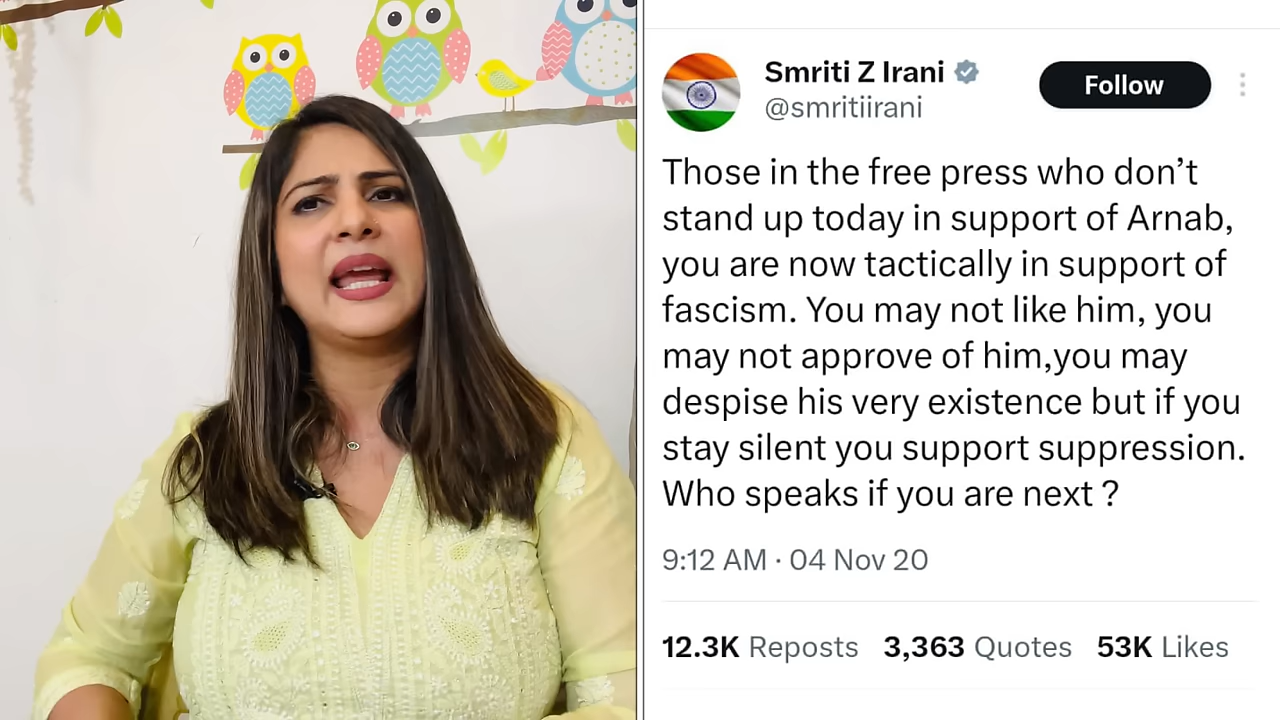 Smriti Z Irani
@smritiirani
Follow
Those in the free press who don’t
stand up today in support of Arnab,
you are now tactically in support of
fascism. You may not like him, you
may not approve of him,you may
despise his very existence but if you
stay silent you support suppression.
Who speaks if you are next ?
9:12 AM · 04 Nov 20
12.3K Reposts 3,363 Quotes 53K Likes